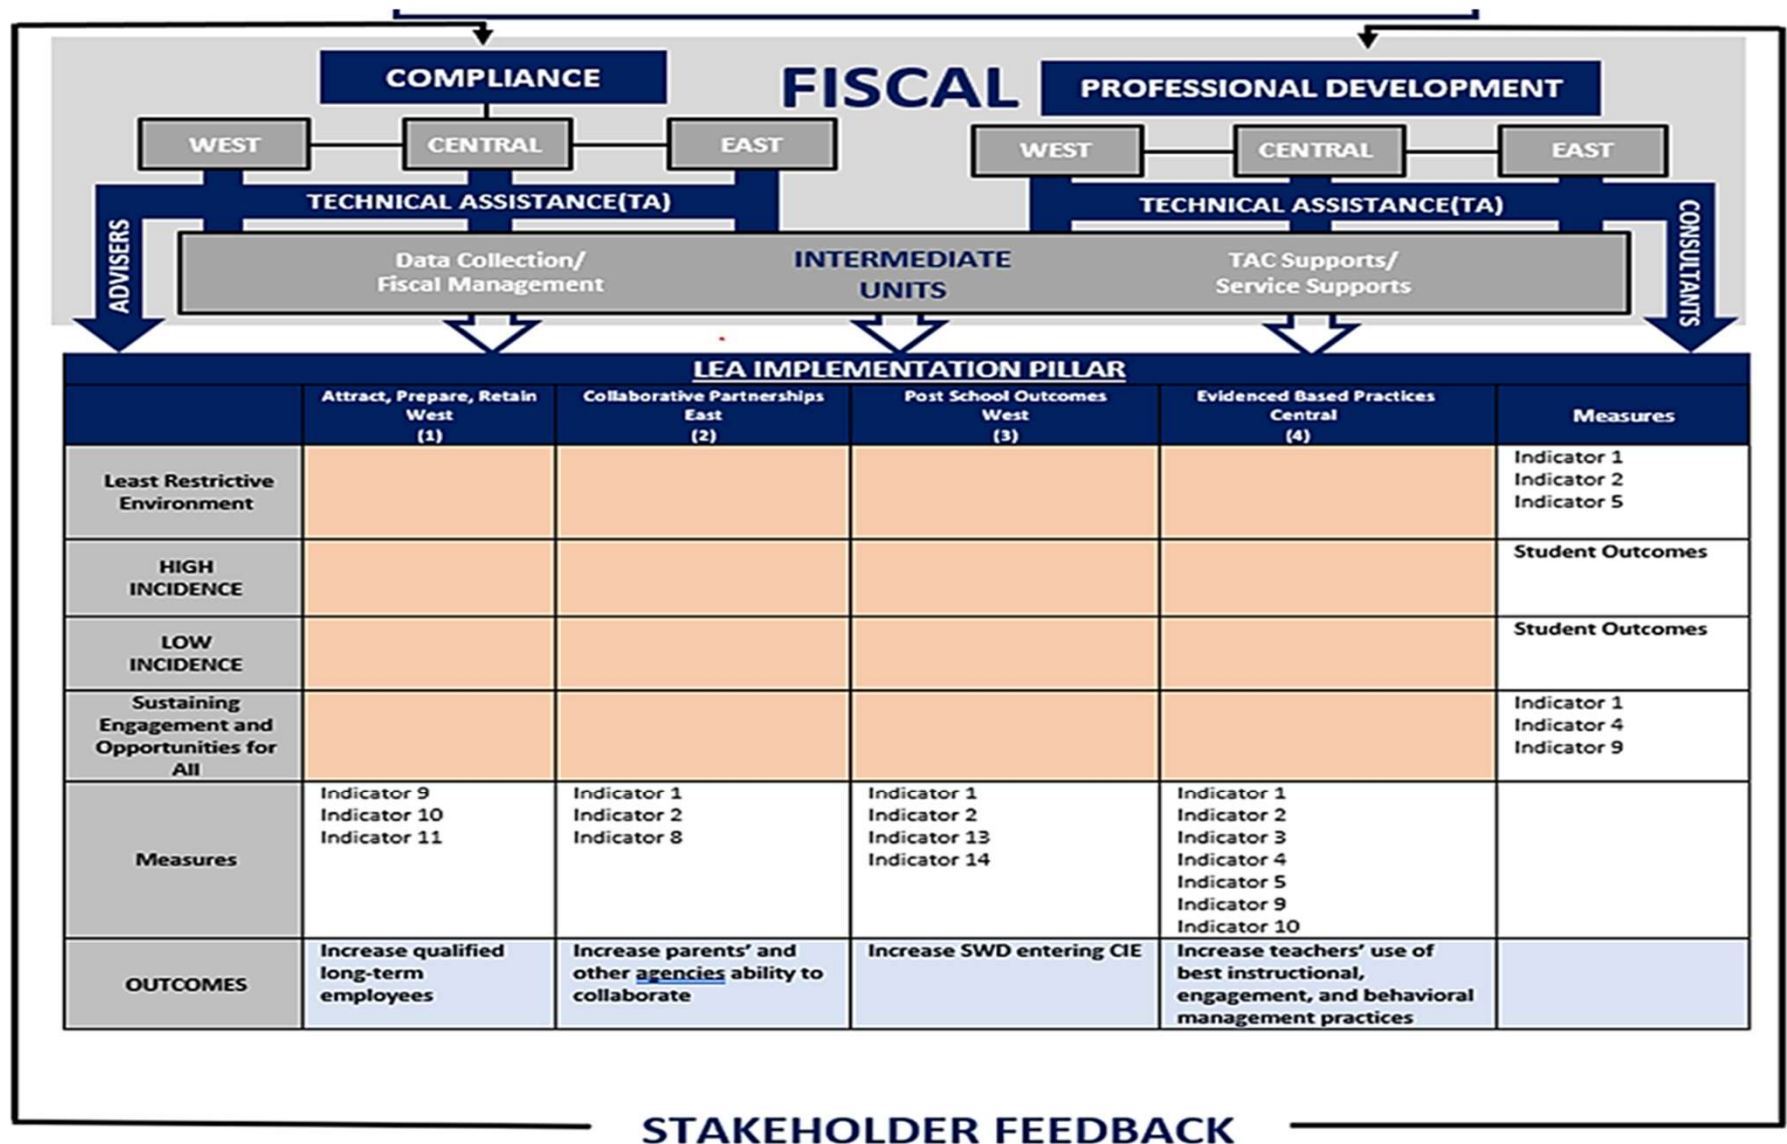 COMPLIANCE
FISCAL
PROFESSIONAL DEVELOPMENT
WEST
CENTRAL
EAST
WEST
CENTRAL
EAST
TECHNICAL ASSISTANCE(TA)
TECHNICAL ASSISTANCE(TA)
ADVISERS
CONSULTANTS
Data Collection/
Fiscal Management
INTERMEDIATE
UNITS
TAC Supports/
Service Supports
LEA IMPLEMENTATION PILLAR
Attract, Prepare, Retain
West
(1)
Collaborative Partnerships
East
(2)
Post School Outcomes
West
(3)
Evidenced Based Practices
Central
(4)
Measures
Least Restrictive
Environment
Indicator 1
Indicator 2
Indicator 5
HIGH
INCIDENCE
Student Outcomes
LOW
INCIDENCE
Student Outcomes
Sustaining
Engagement and
Opportunities for
All
Indicator 1
Indicator 4
Indicator 9
Measures
Indicator 9
Indicator 10
Indicator 11
Indicator 1
Indicator 2
Indicator 8
Indicator 1
Indicator 2
Indicator 13
Indicator 14
Indicator 1
Indicator 2
Indicator 3
Indicator 4
Indicator 5
Indicator 9
Indicator 10
OUTCOMES
Increase qualified
long-term
employees
Increase parents’ and
other agencies ability to
collaborate
Increase SWD entering CIE
Increase teachers’ use of
best instructional,
engagement, and behavioral
management practices
STAKEHOLDER FEEDBACK